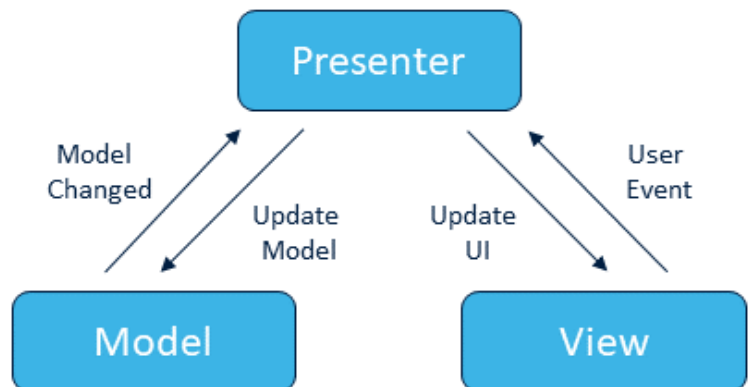 Presenter
Model
Changed
Update
Model
Update
UI
User
Event
Model
View